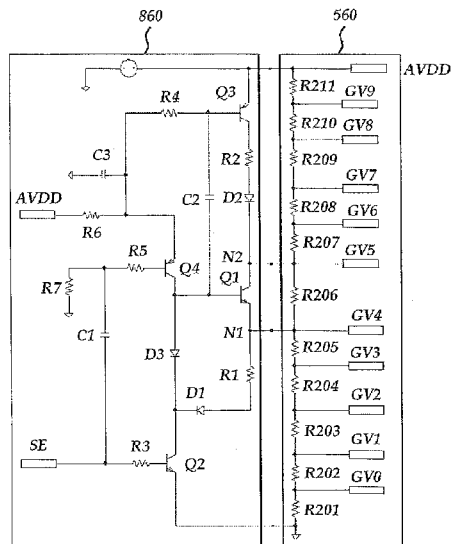 860
560
AVDD
R211
GV9
R4
Q3
R210
GV8
R2
R209
C3
GV7
AVDD
C2
D2
R208
GV6
R6
R207
R5
N2
GV5
Q4
Q1
R7
R206
GV4
N1
C1
R205
GV3
D3
R1
R204
D1
GV2
R203
SE
R3
GV1
Q2
R202
GV0
R201